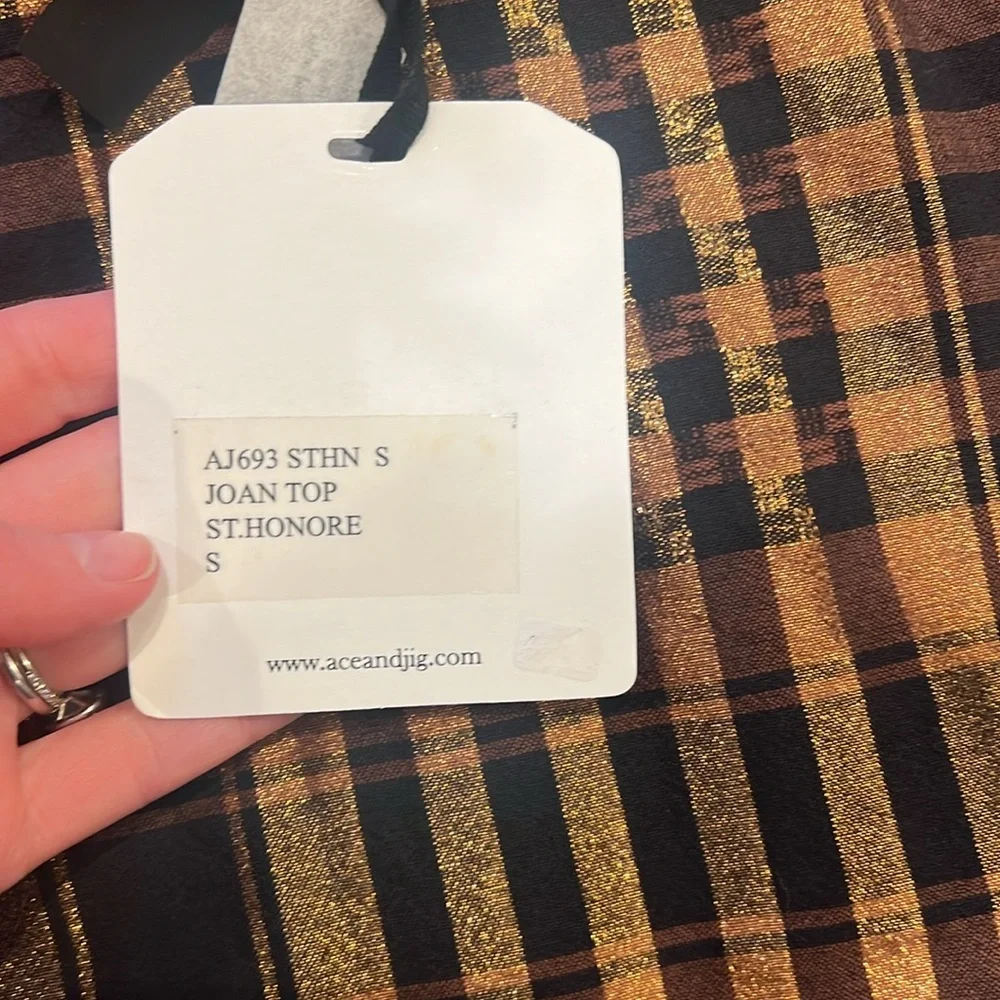 AJ693 STHN S
JOAN TOP
ST.HONORE
S
www.aceandjig.com